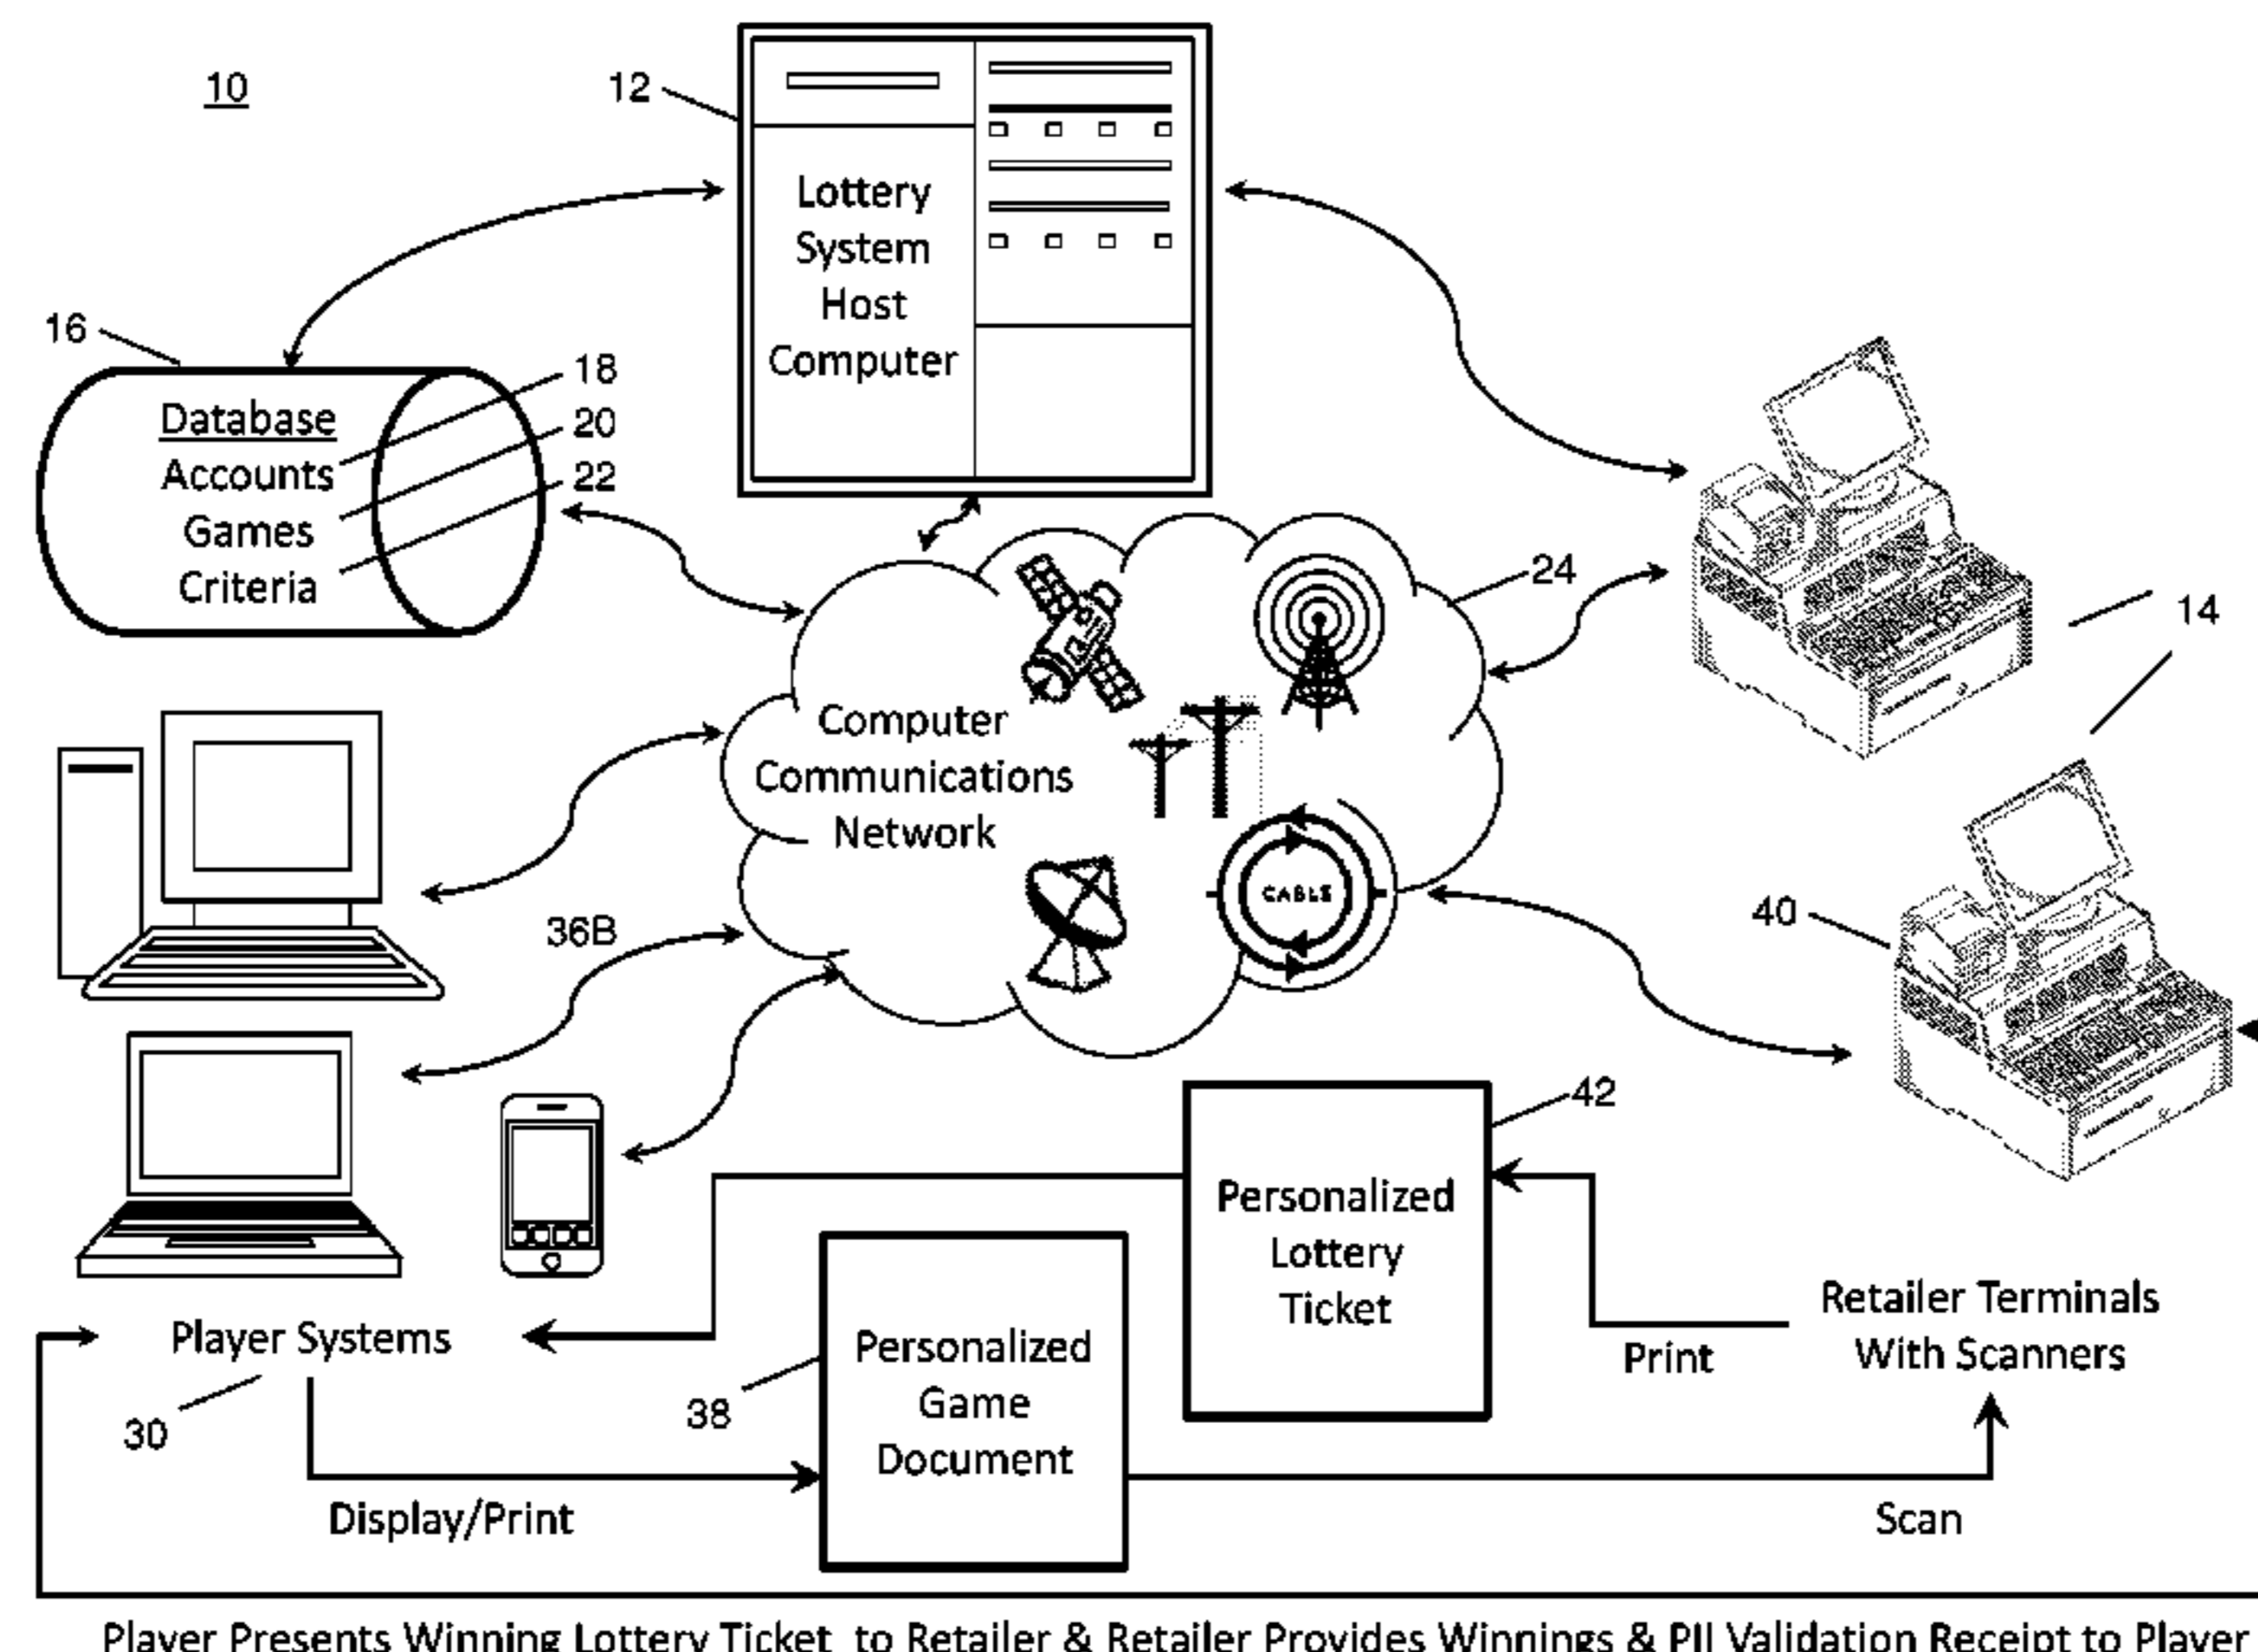 10
12
Lottery
System
Host
Computer
16
18
20
22
Database
Accounts
Games
Criteria
24
14
Computer
Communications
Network
CABLE
36B
40
42
Personalized
Lottery
Ticket
Retailer Terminals
With Scanners
Print
Player Systems
30
38
Personalized
Game
Document
Display/Print
Scan
Player Presents Winning Lottery Ticket to Retailer & Retailer Provides Winnings & PII Validation Receipt to Player